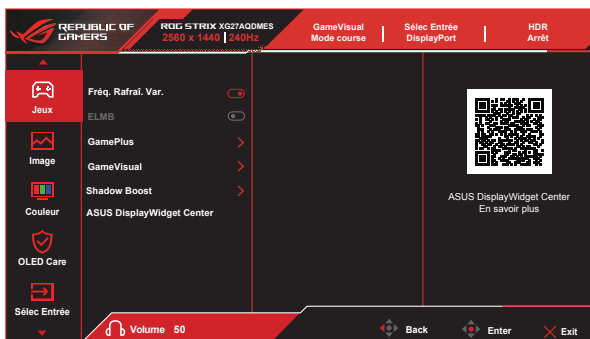 REPUBLIC OF
GAMERS
ROG STRIX XG27AQDMES
2560 x 1440 240Hz
GameVisual
Mode course
Sélec Entrée
DisplayPort
HDR
Arrêt
Jeux
Image
Couleur
OLED Care
Sélec Entrée
Fréq. Rafraî. Var.
ELMB
GamePlus
GameVisual
Shadow Boost
ASUS DisplayWidget Center
ASUS DisplayWidget Center
En savoir plus
Volume 50
Back
Enter
Exit